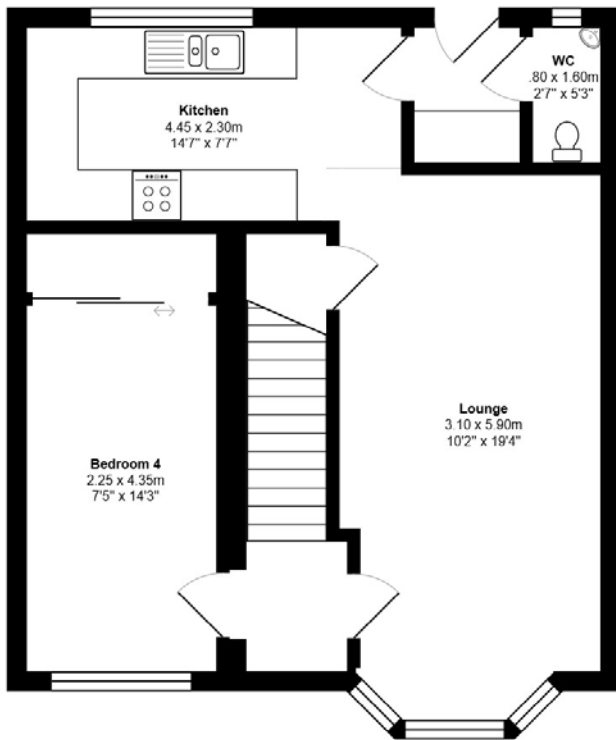 WC
.80 x 1.60m
2'7" x 5'3"
Kitchen
4.45 x 2.30m
14'7" x 7'7"
Lounge
3.10 x 5.90m
10'2" x 19'4"
Bedroom 4
2.25 x 4.35m
7'5" x 14'3"